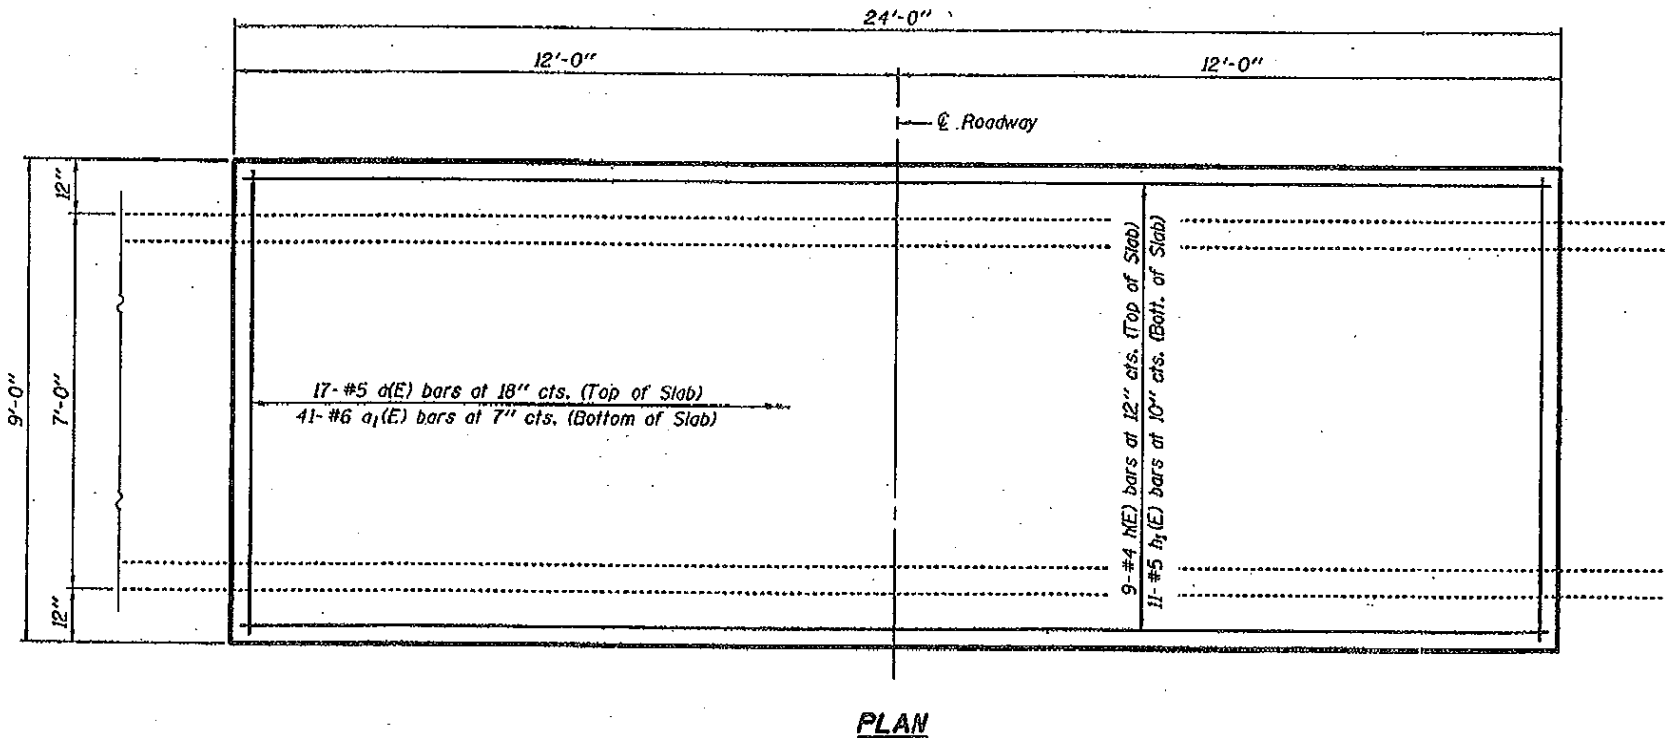 24'-0"
12'-0"
12'-0"
℄ Roadway
12"
7'-0"
9'-0"
12"
17-#5 a(E) bars at 18" cts. (Top of Slab)
41-#6 a₁(E) bars at 7" cts. (Bottom of Slab)
9-#4 h(E) bars at 12" cts. (Top of Slab)
11-#5 h₁(E) bars at 10" cts. (Bott. of Slab)
PLAN